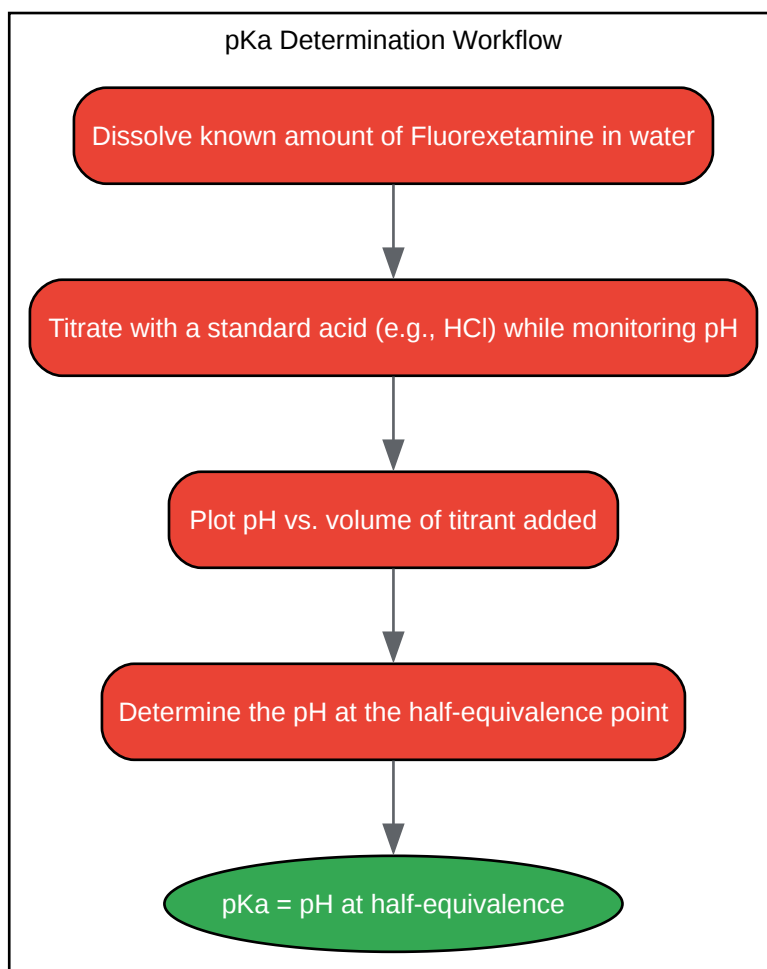 pKa Determination Workflow
Dissolve known amount of Fluorexetamine in water
Titrate with a standard acid (e.g., HCl) while monitoring pH
Plot pH vs. volume of titrant added
Determine the pH at the half-equivalence point
pKa = pH at half-equivalence